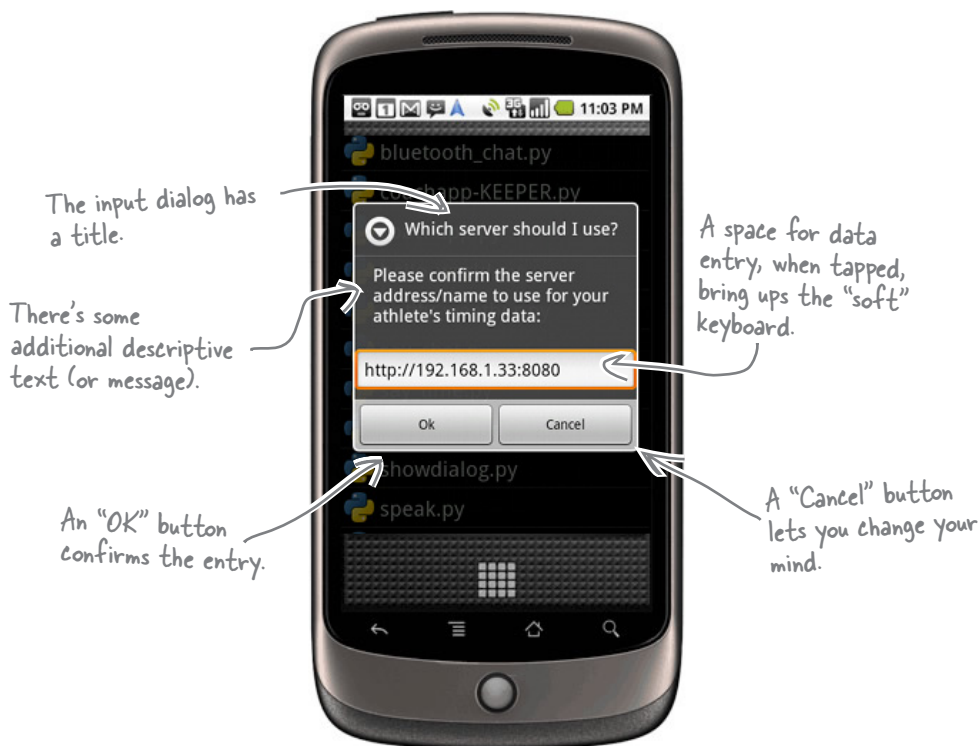 11:03 PM
bluetooth_chat.py
couchapp-KEEPER.py
The input dialog has
a title.
Which server should I use?
Please confirm the server
address/name to use for your
athlete's timing data:
There's some
additional descriptive
text (or message).
A space for data
entry, when tapped,
bring ups the "soft"
keyboard.
http://192.168.1.33:8080
Ok
Cancel
showdialog.py
speak.py
An "OK" button
confirms the entry.
A "Cancel" button
lets you change your
mind.